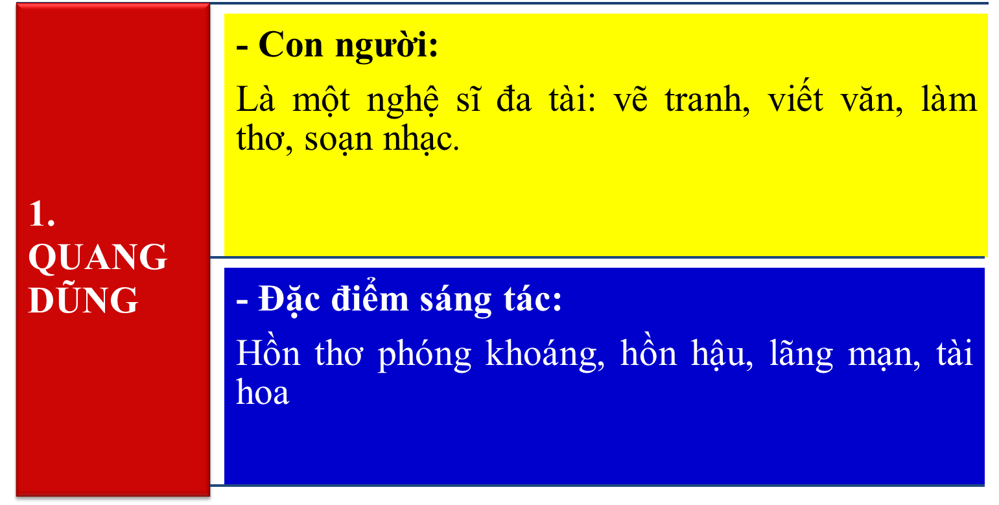 1.
QUANG
DŨNG
- Con người:
Là một nghệ sĩ đa tài: vẽ tranh, viết văn, làm
thơ, soạn nhạc.
- Đặc điểm sáng tác:
Hồn thơ phóng khoáng, hồn hậu, lãng mạn, tài
hoa